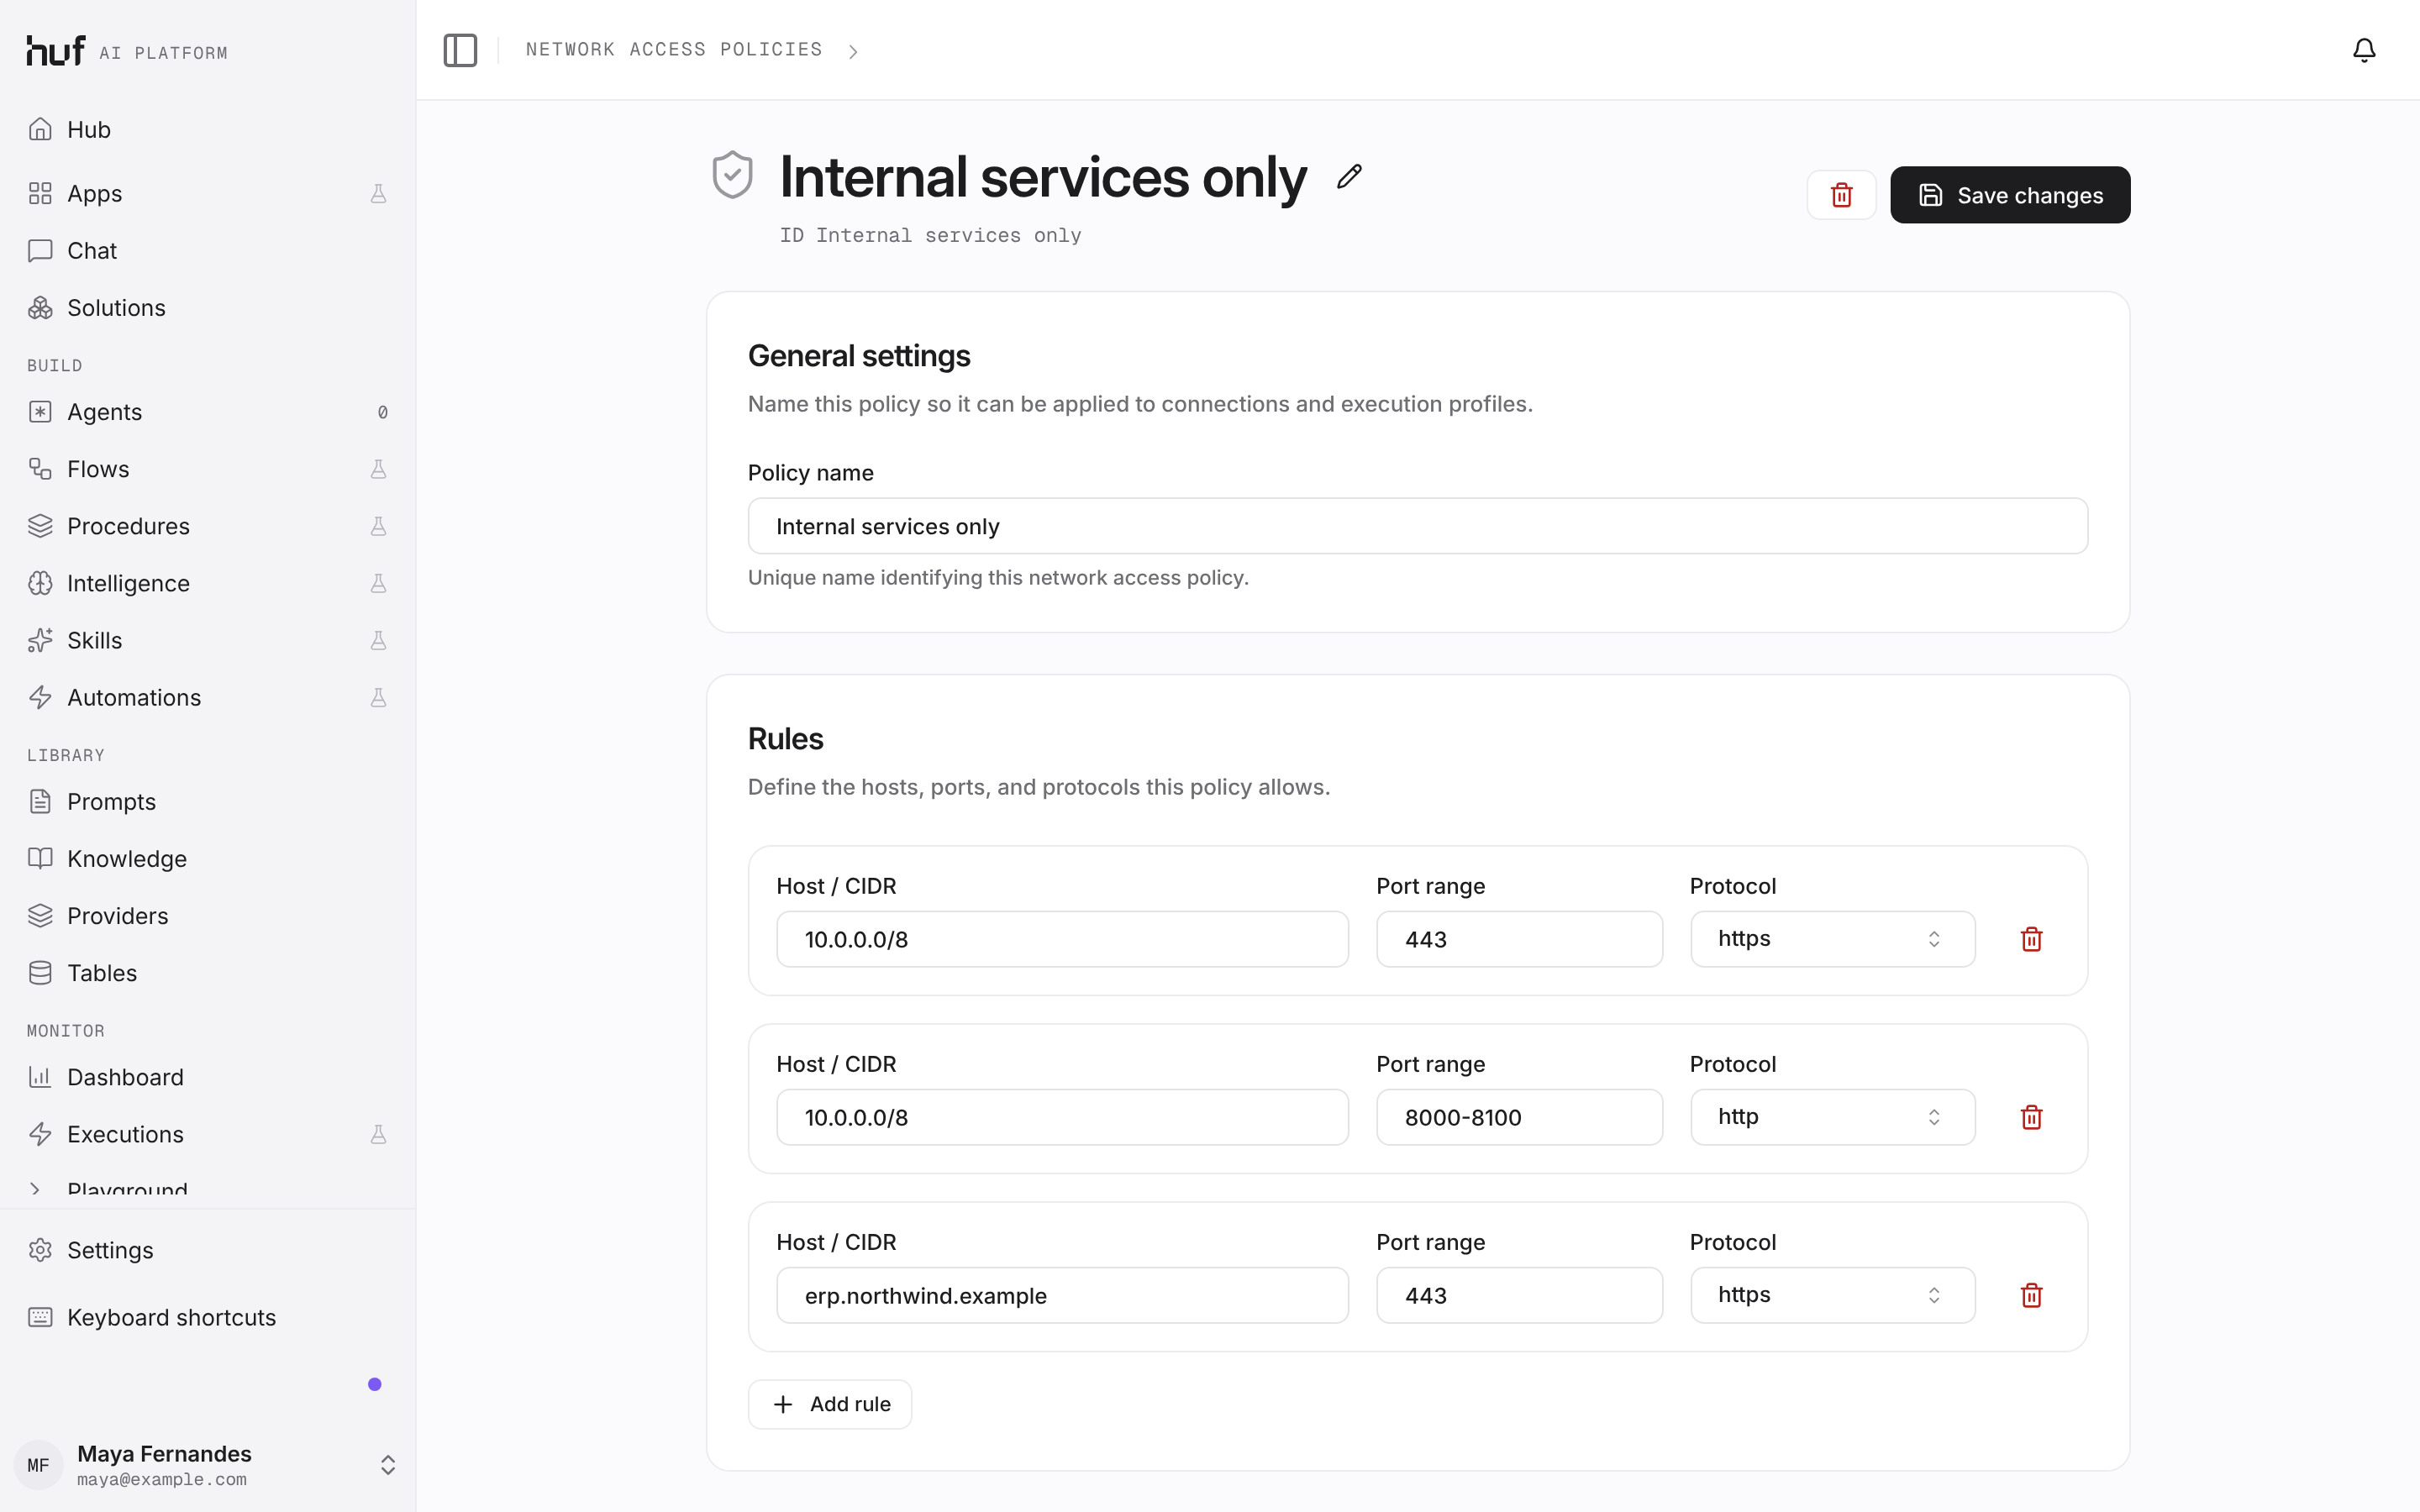 huf AI PLATFORM
Hub
Apps
Chat
Solutions
BUILD
Agents 0
Flows
Procedures
Intelligence
Skills
Automations
LIBRARY
Prompts
Knowledge
Providers
Tables
MONITOR
Dashboard
Executions
Playground
Settings
Keyboard shortcuts
MF
Maya Fernandes
maya@example.com
NETWORK ACCESS POLICIES
Internal services only
ID Internal services only
Save changes
General settings
Name this policy so it can be applied to connections and execution profiles.
Policy name
Internal services only
Unique name identifying this network access policy.
Rules
Define the hosts, ports, and protocols this policy allows.
Host / CIDR Port range Protocol
10.0.0.0/8 443 https
Host / CIDR Port range Protocol
10.0.0.0/8 8000-8100 http
Host / CIDR Port range Protocol
erp.northwind.example 443 https
Add rule